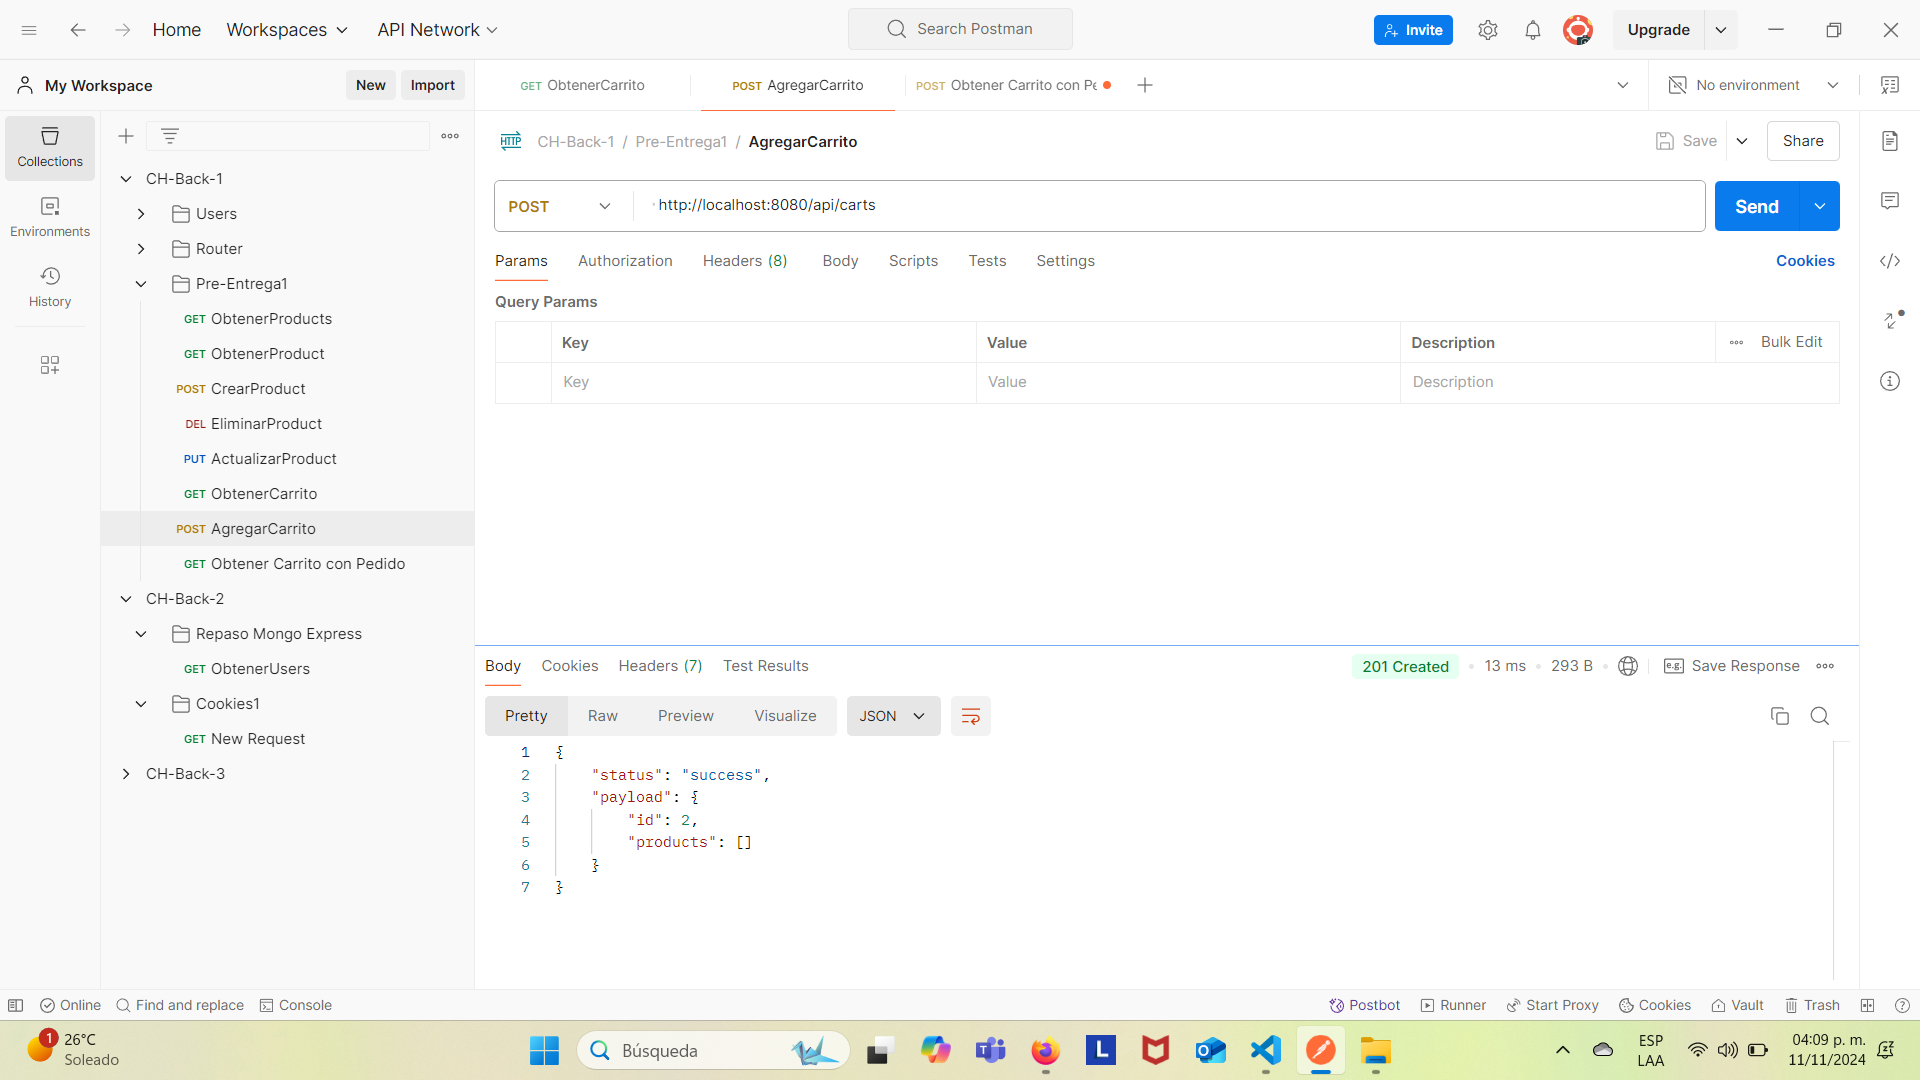 Home
Workspaces
API Network
Search Postman
Invite
Upgrade
My Workspace
New
Import
GET ObtenerCarrito
POST AgregarCarrito
POST Obtener Carrito con Pe
No environment
Collections
Environments
History
CH-Back-1
Users
Router
Pre-Entrega1
GET ObtenerProducts
GET ObtenerProduct
POST CrearProduct
DEL EliminarProduct
PUT ActualizarProduct
GET ObtenerCarrito
POST AgregarCarrito
GET Obtener Carrito con Pedido
CH-Back-2
Repaso Mongo Express
GET ObtenerUsers
Cookies1
GET New Request
CH-Back-3
HTTP CH-Back-1 / Pre-Entrega1 / AgregarCarrito
Save
Share
POST
http://localhost:8080/api/carts
Send
Params Authorization Headers (8) Body Scripts Tests Settings
Cookies
Query Params
Key Value Description Bulk Edit
Key Value Description
Body Cookies Headers (7) Test Results
201 Created 13 ms 293 B
e.g. Save Response
Pretty Raw Preview Visualize JSON
1 {
2 "status": "success",
3 "payload": {
4 "id": 2,
5 "products": []
6 }
7 }
Online Find and replace Console
Postbot Runner Start Proxy Cookies Vault Trash
1
26°C
Soleado
Búsqueda
L
ESP
LAA
04:09 p. m.
11/11/2024